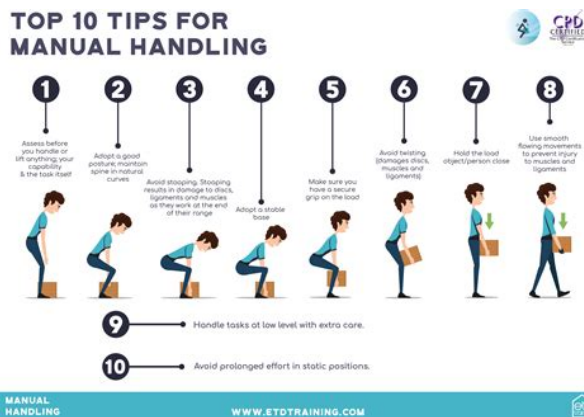 TOP 10 TIPS FOR
MANUAL HANDLING
CPD
CERTIFIED
1
Assess before
you handle or
lift anything; your
capability
& the task itself
2
Adopt a good
posture; maintain
spine in natural
curves
3
Avoid stooping. Stooping
results in damage to discs,
ligaments and muscles
as they work at the end
of their range
4
Adopt a stable
base
5
Make sure you
have a secure
grip on the load
6
Avoid twisting
(damages discs,
muscles and
ligaments)
7
Hold the load
object/person close
8
Use smooth
flowing movements
to prevent injury
to muscles and
ligaments
9
Handle tasks at low level with extra care.
10
Avoid prolonged effort in static positions.
MANUAL
HANDLING
WWW.ETDTRAINING.COM